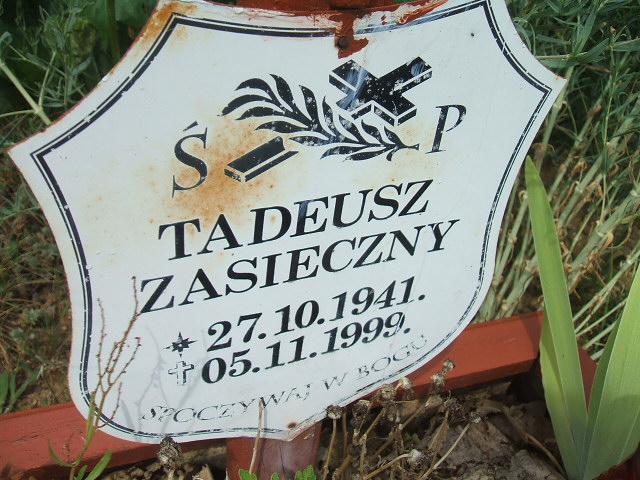 Ś P
TADEUSZ
ZASIECZNY
27.10.1941.
05.11.1999.
SPOCZYWAJ W BOGU